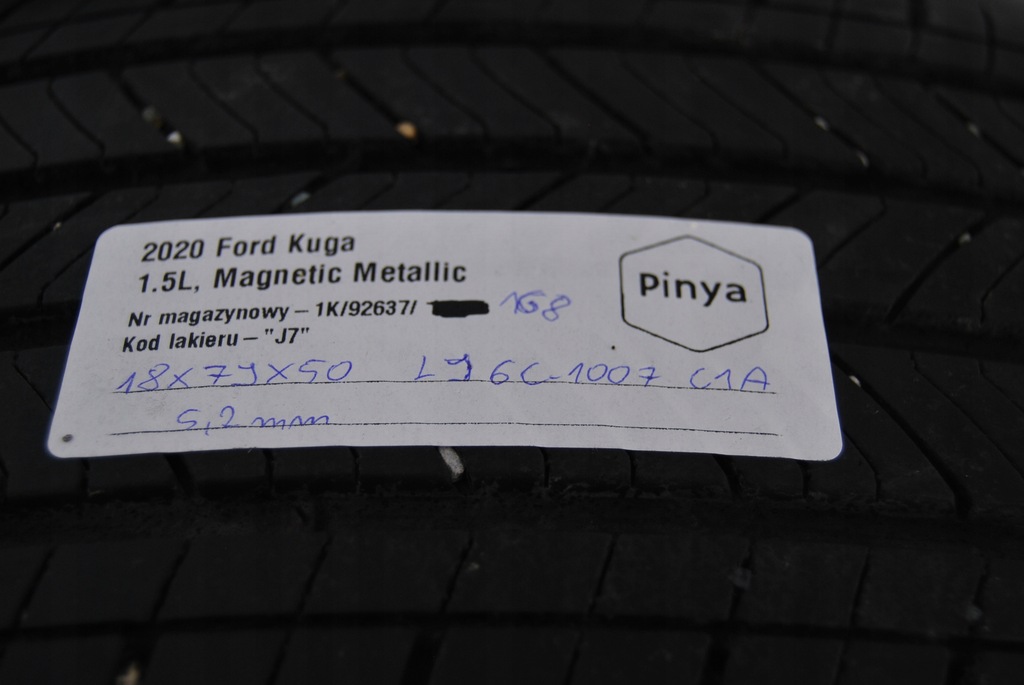 2020 Ford Kuga
1.5L, Magnetic Metallic
Pinya
Nr magazynowy – 1K/92637/ 168
Kod lakieru – "J7"
18x7Jx50 LJ6C-1007 C1A
5,2 mm